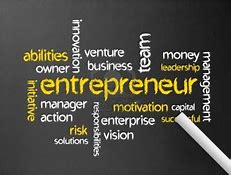 innovation
abilities
venture
team
money
owner
business
leadership
management
entrepreneur
initiative
manager
motivation
capital
action
responsibilities
enterprise
successful
risk
solutions
vision